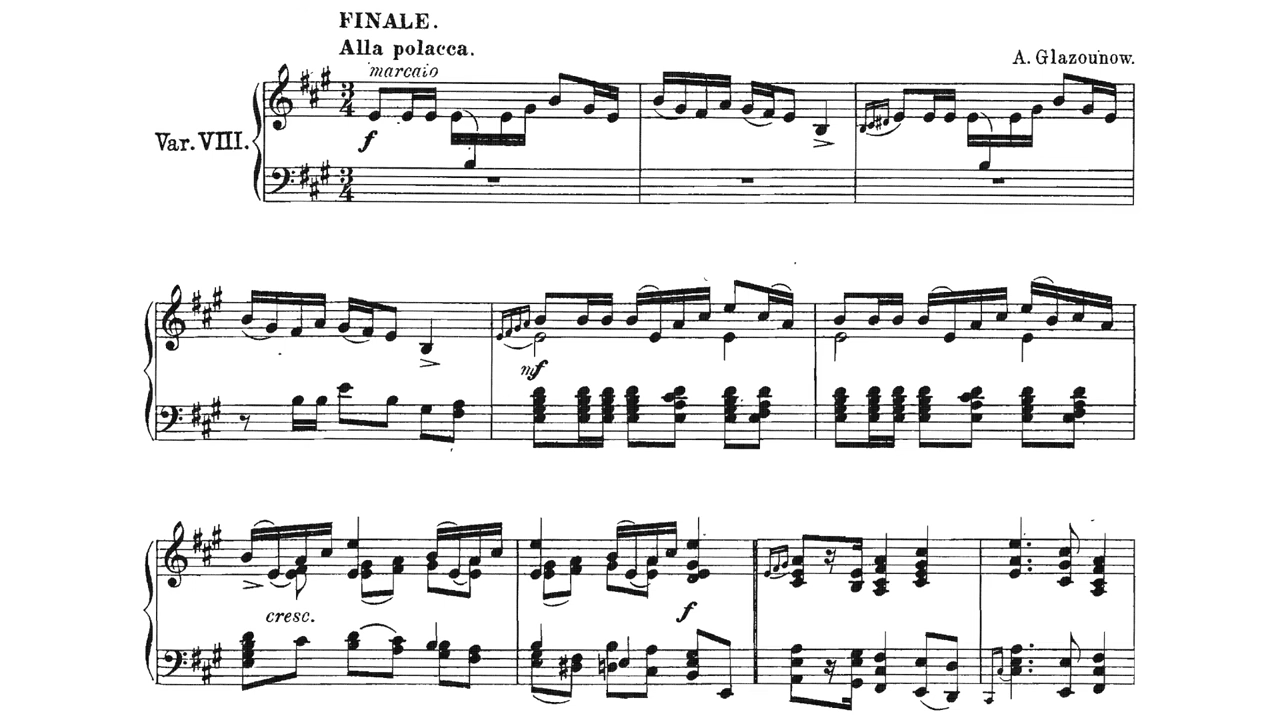 FINALE.
Alla polacca.
marcato
A. Glazounow.
Var. VIII.
f
mf
cresc.
f